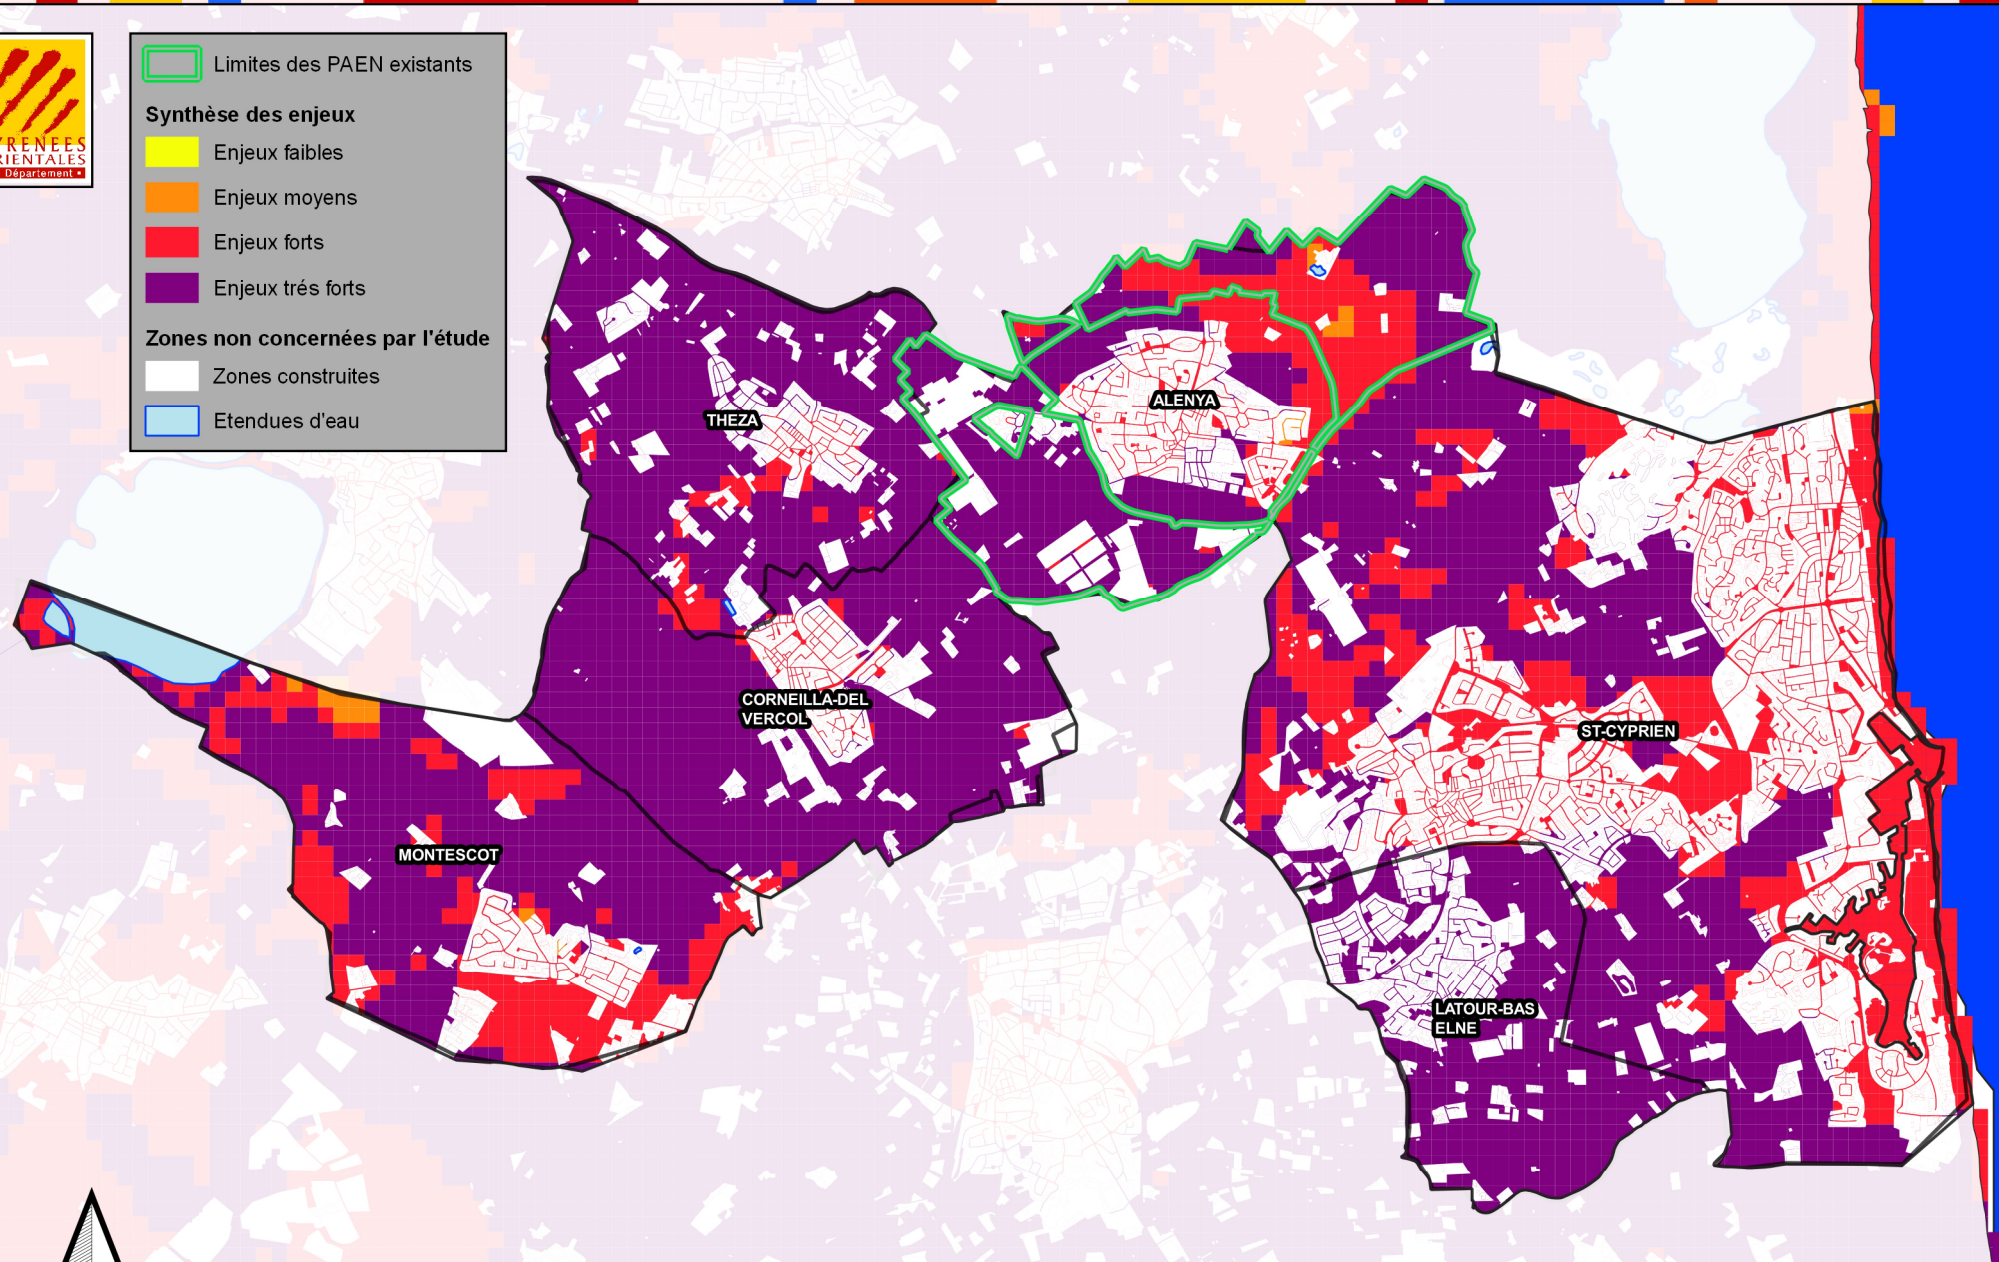 Département
Limites des PAEN existants
Synthèse des enjeux
Enjeux faibles
Enjeux moyens
Enjeux forts
Enjeux trés forts
Zones non concernées par l'étude
Zones construites
Etendues d'eau
THEZA
ALENYA
CORNEILLA-DEL
VERCOL
ST-CYPRIEN
MONTESCOT
LATOUR-BAS
ELNE